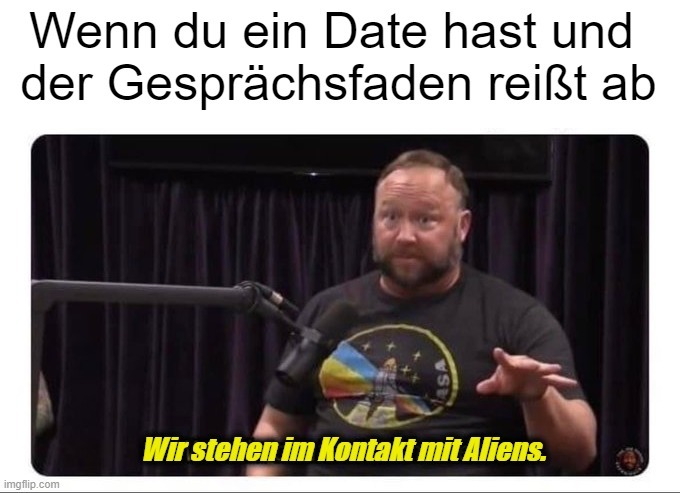 Wenn du ein Date hast und
der Gesprächsfaden reißt ab
NASA
Wir stehen im Kontakt mit Aliens.
imgflip.com